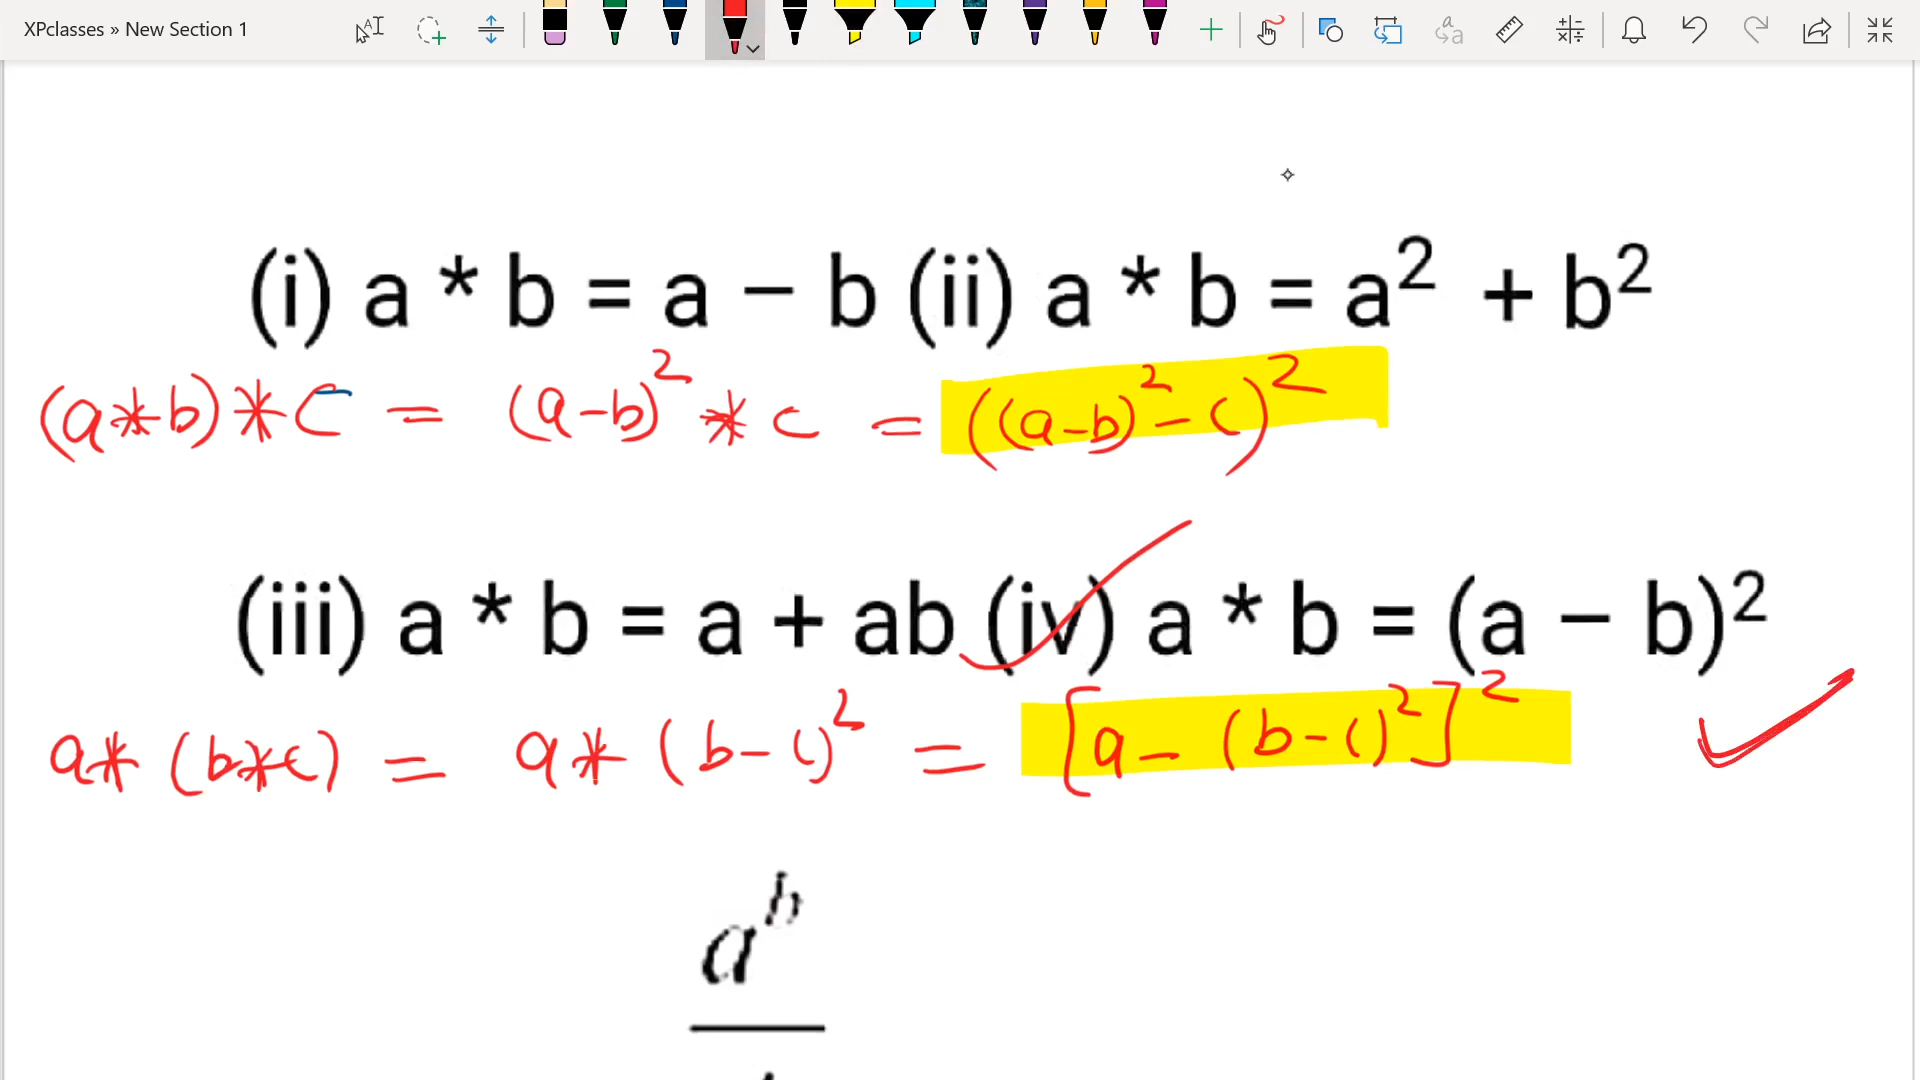 XPclasses » New Section 1
(i) a * b = a − b (ii) a * b = a² + b²
(a*b)*c = (a-b)² * c = ((a-b)² - c)²
(iii) a * b = a + ab (iv) a * b = (a − b)²
a* (b*c) = a* (b-c)² = [a - (b-c)²]²
a^b